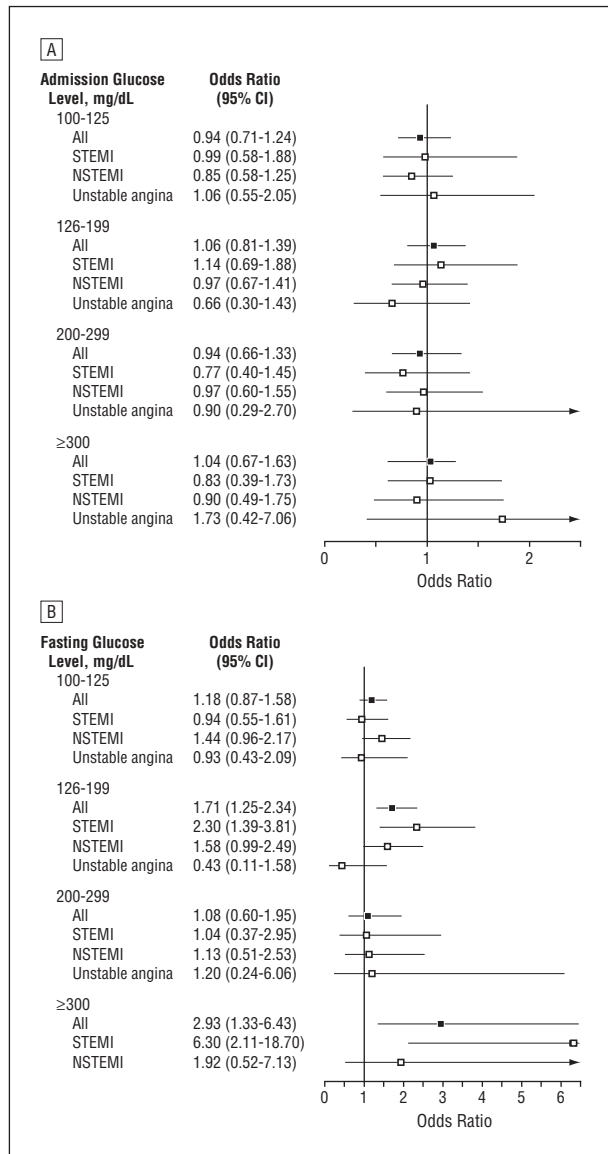 A
Admission Glucose Odds Ratio
Level, mg/dL (95% CI)
100-125
All 0.94 (0.71-1.24)
STEMI 0.99 (0.58-1.88)
NSTEMI 0.85 (0.58-1.25)
Unstable angina 1.06 (0.55-2.05)
126-199
All 1.06 (0.81-1.39)
STEMI 1.14 (0.69-1.88)
NSTEMI 0.97 (0.67-1.41)
Unstable angina 0.66 (0.30-1.43)
200-299
All 0.94 (0.66-1.33)
STEMI 0.77 (0.40-1.45)
NSTEMI 0.97 (0.60-1.55)
Unstable angina 0.90 (0.29-2.70)
≥300
All 1.04 (0.67-1.63)
STEMI 0.83 (0.39-1.73)
NSTEMI 0.90 (0.49-1.75)
Unstable angina 1.73 (0.42-7.06)
0 1 2
Odds Ratio
B
Fasting Glucose Odds Ratio
Level, mg/dL (95% CI)
100-125
All 1.18 (0.87-1.58)
STEMI 0.94 (0.55-1.61)
NSTEMI 1.44 (0.96-2.17)
Unstable angina 0.93 (0.43-2.09)
126-199
All 1.71 (1.25-2.34)
STEMI 2.30 (1.39-3.81)
NSTEMI 1.58 (0.99-2.49)
Unstable angina 0.43 (0.11-1.58)
200-299
All 1.08 (0.60-1.95)
STEMI 1.04 (0.37-2.95)
NSTEMI 1.13 (0.51-2.53)
Unstable angina 1.20 (0.24-6.06)
≥300
All 2.93 (1.33-6.43)
STEMI 6.30 (2.11-18.70)
NSTEMI 1.92 (0.52-7.13)
0 1 2 3 4 5 6
Odds Ratio